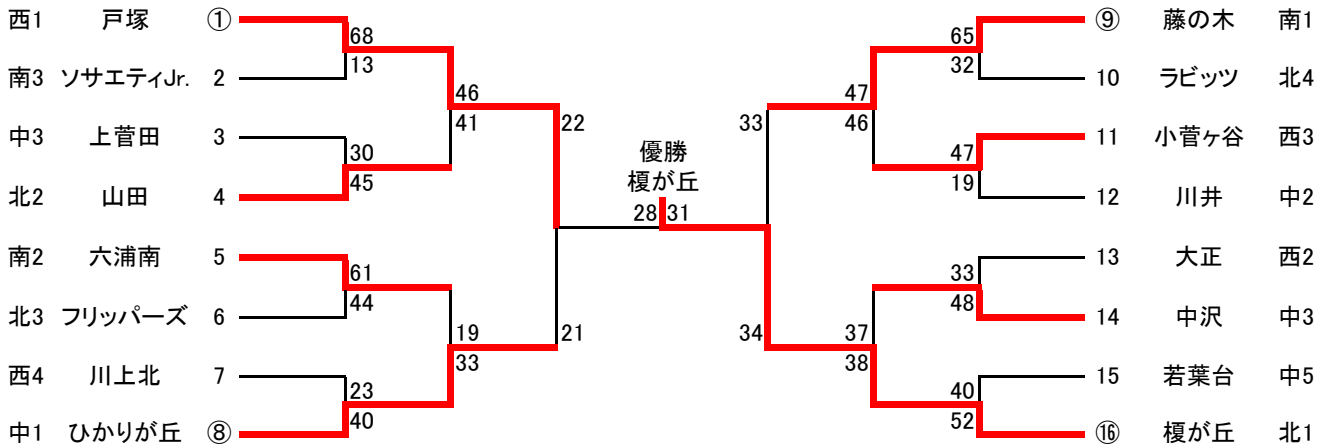 西1 戸塚 ① ⑨ 藤の木 南1
68 65
13 32
南3 ソサエティJr. 2 10 ラビッツ 北4
46 47
41 33 46
22
中3 上菅田 3 11 小菅ヶ谷 西3
30 47
優勝
45 榎が丘 19
北2 山田 4 12 川井 中2
28 31
南2 六浦南 5 13 大正 西2
61 33
44 48
北3 フリッパーズ 6 14 中沢 中3
19 21 34 37
33 38
西4 川上北 7 15 若葉台 中5
23 40
40 52
中1 ひかりが丘 ⑧ ⑯ 榎が丘 北1